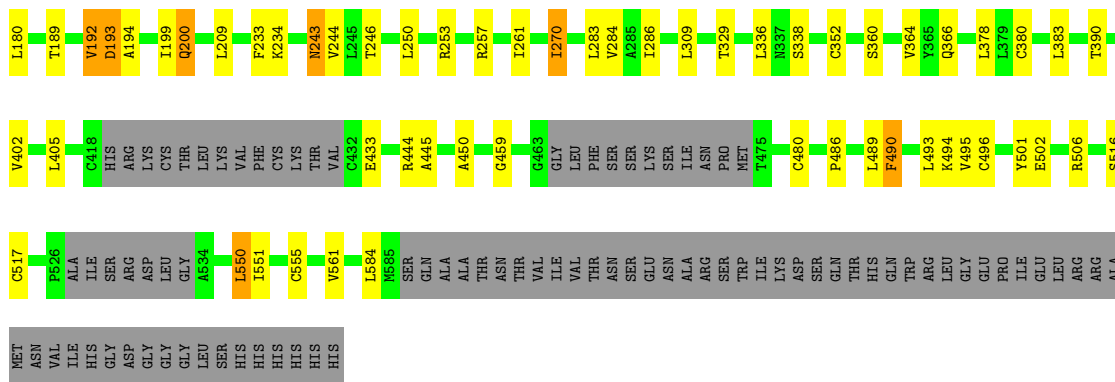 L180 T189 V192 D193 A194 I199 Q200 L209 F233 K234 N243 V244 L245 T246 L250 R253 R257 I261 I270 L283 V284 A285 I286 L309 T329 L336 N337 S338 C352 S360 V364 Y365 Q366 L378 L379 C380 L383 T390
V402 L405 C418 HIS ARG LYS CYS THR LEU LYS VAL PHE CYS LYS THR VAL C432 E433 R444 A445 A450 G459 G463 GLY LEU PHE SER SER LYS SER ILE ASN PRO MET T475 C480 P486 L489 F490 L493 K494 V495 C496 Y501 E502 R506 S516
C517 P526 ALA ILE SER ARG ASP LEU GLY A534 L550 I551 C555 V561 L584 M585 SER GLN ALA ALA THR ASN THR VAL ILE VAL THR ASN SER GLU ASN ALA ARG SER TRP ILE LYS ASP SER GLN THR HIS GLN TRP ARG LEU GLY GLU PRO ILE GLU LEU ARG ARG ALA
MET ASN VAL ILE HIS GLY ASP GLY GLY GLY LEU SER HIS HIS HIS HIS HIS HIS